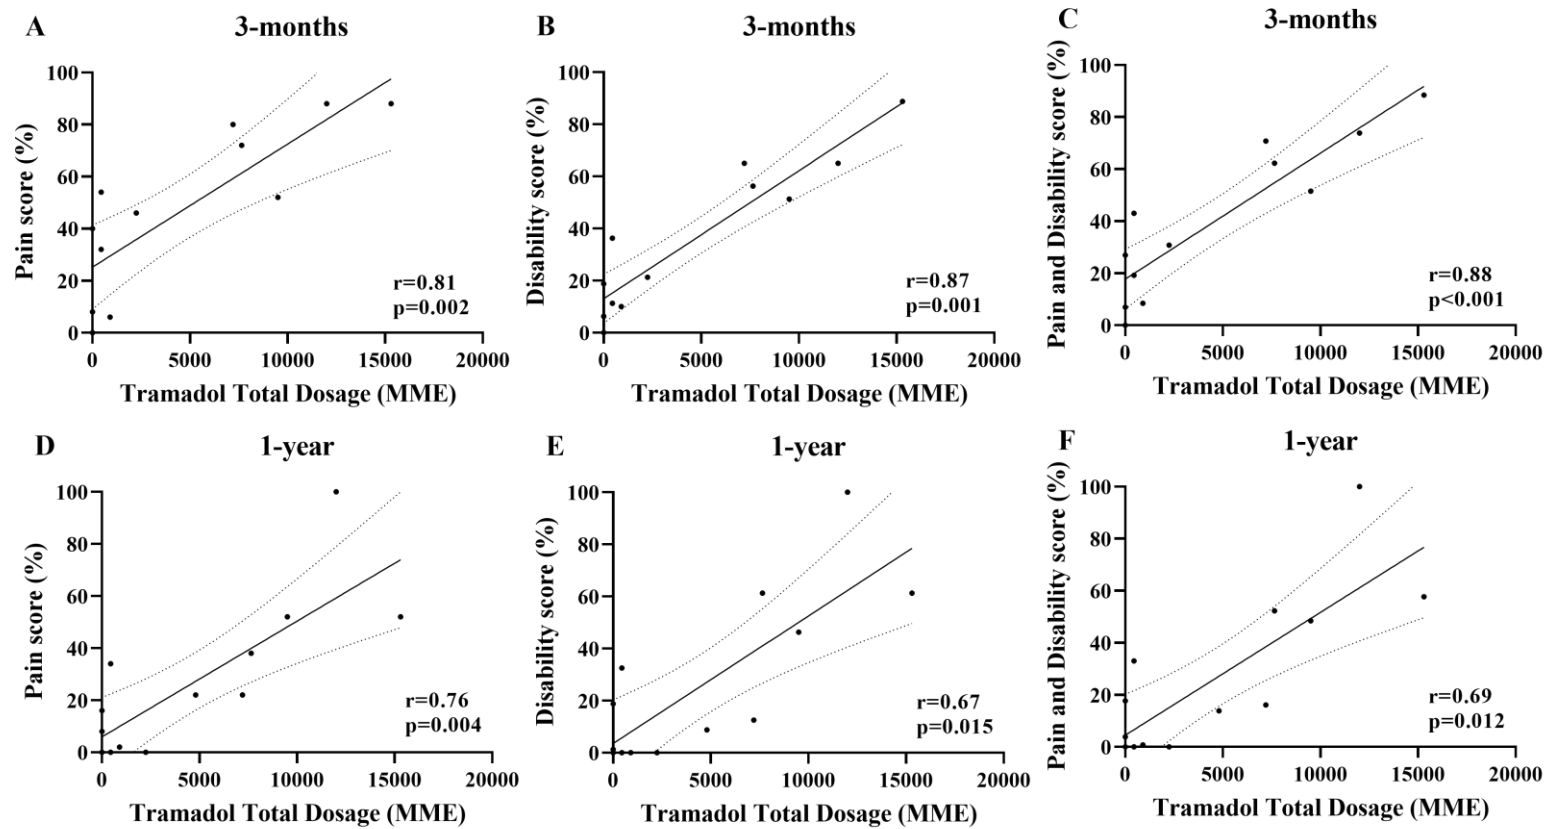 A
3-months
100
80
60
40
20
0
Pain score (%)
r=0.81
p=0.002
0
5000
10000
15000
20000
Tramadol Total Dosage (MME)
B
3-months
100
80
60
40
20
0
Disability score (%)
r=0.87
p=0.001
0
5000
10000
15000
20000
Tramadol Total Dosage (MME)
C
3-months
100
80
60
40
20
0
Pain and Disability score (%)
r=0.88
p<0.001
0
5000
10000
15000
20000
Tramadol Total Dosage (MME)
D
1-year
100
80
60
40
20
0
Pain score (%)
r=0.76
p=0.004
0
5000
10000
15000
20000
Tramadol Total Dosage (MME)
E
1-year
100
80
60
40
20
0
Disability score (%)
r=0.67
p=0.015
0
5000
10000
15000
20000
Tramadol Total Dosage (MME)
F
1-year
100
80
60
40
20
0
Pain and Disability score (%)
r=0.69
p=0.012
0
5000
10000
15000
20000
Tramadol Total Dosage (MME)